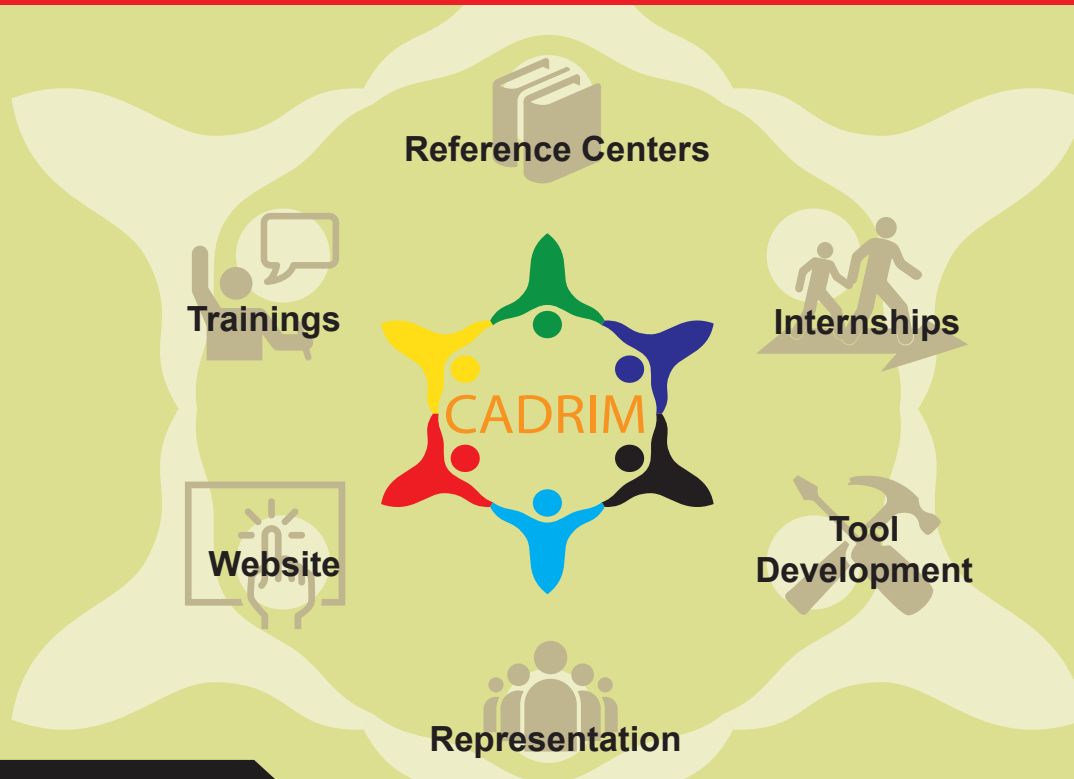 Reference Centers
Trainings
Internships
CADRIM
Website
Tool
Development
Representation